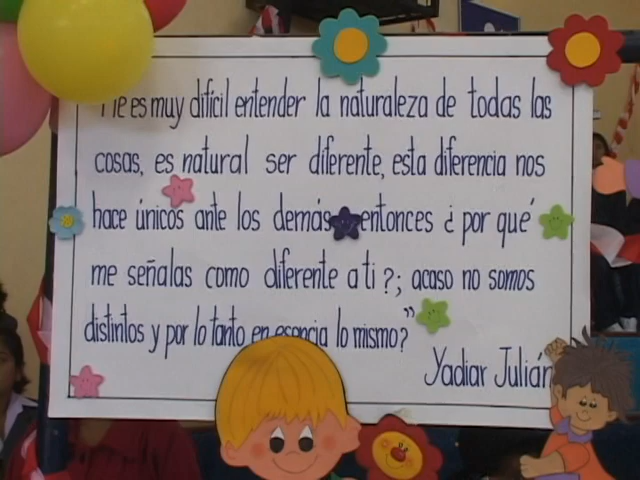 Me es muy difícil entender la naturaleza de todas las
cosas, es natural ser diferente, esta diferencia nos
hace únicos ante los demás entonces ¿ por qué
me señalas como diferente a ti ?; acaso no somos
distintos y por lo tanto en esencia lo mismo?"
Yadiar Julián